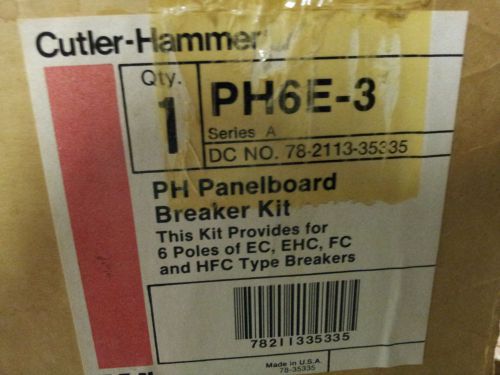 Cutler-Hammer
Qty.
1
PH6E-3
Series A
DC NO. 78-2113-35335
PH Panelboard
Breaker Kit
This Kit Provides for
6 Poles of EC, EHC, FC
and HFC Type Breakers
78211335335
Made in U.S.A.
78-35335